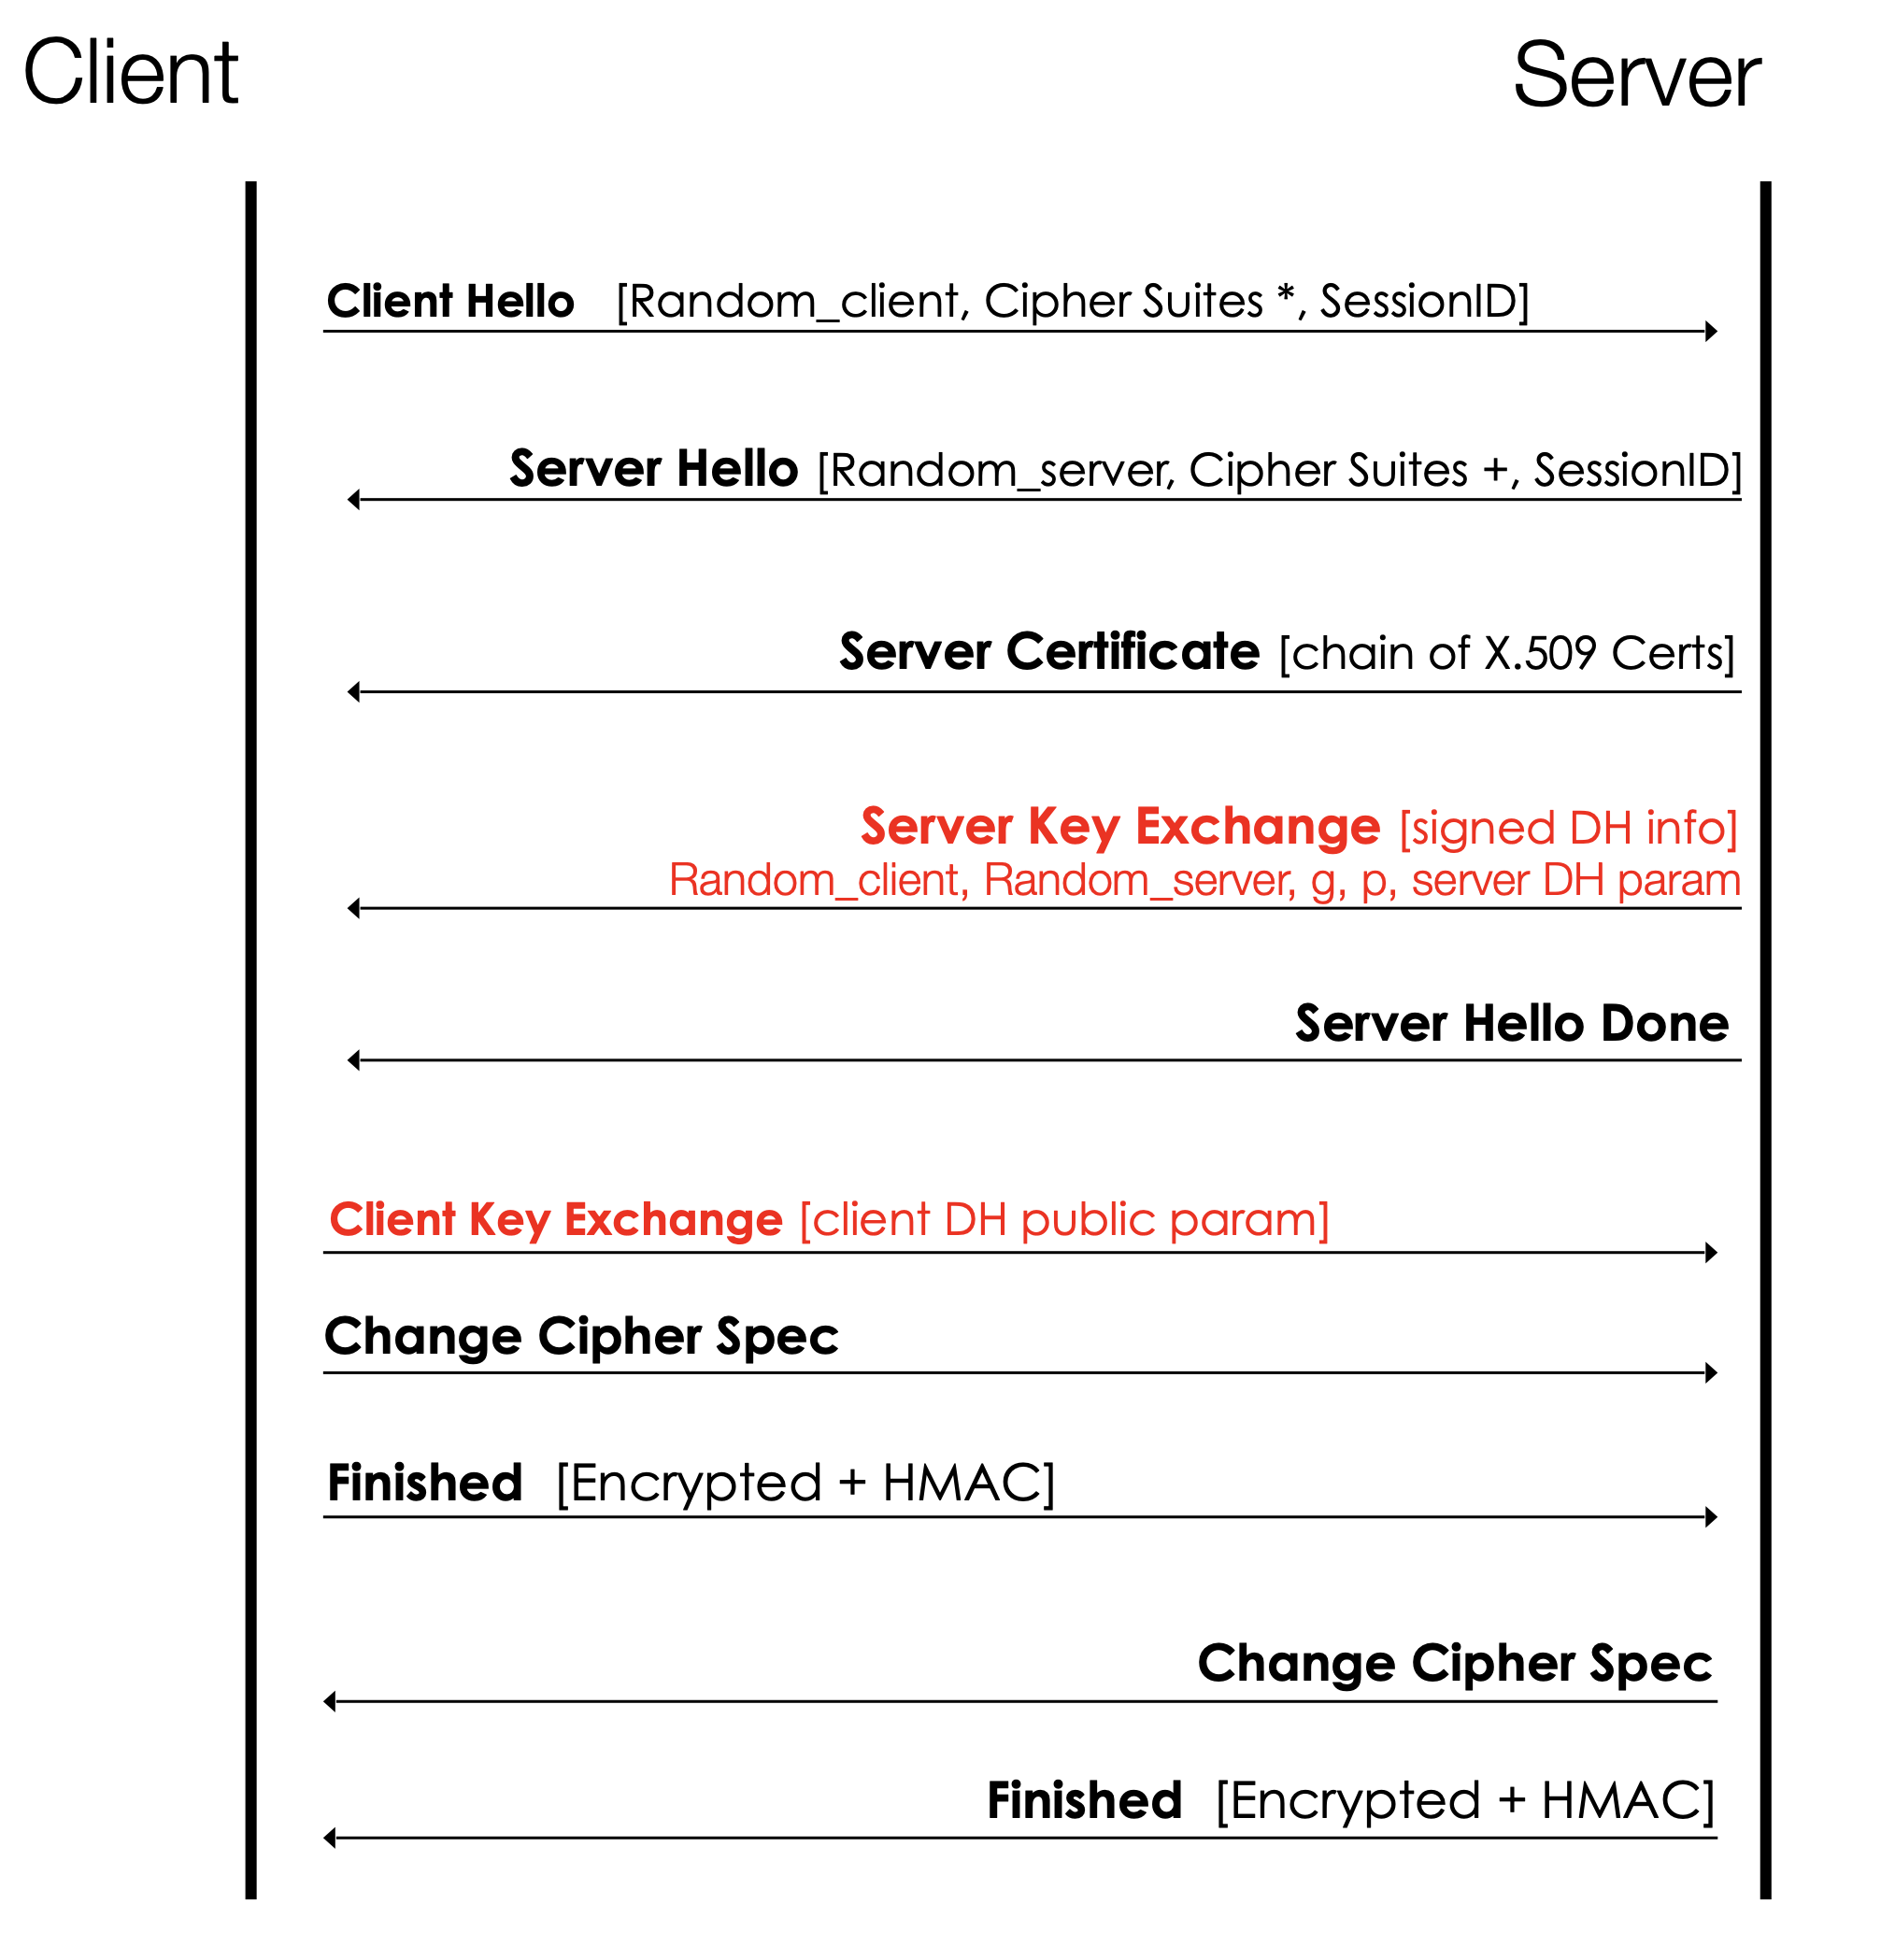 Client
Server
Client Hello [Random_client, Cipher Suites *, SessionID]
Server Hello [Random_server, Cipher Suites +, SessionID]
Server Certificate [chain of X.509 Certs]
Server Key Exchange [signed DH info]
Random_client, Random_server, g, p, server DH param
Server Hello Done
Client Key Exchange [client DH public param]
Change Cipher Spec
Finished [Encrypted + HMAC]
Change Cipher Spec
Finished [Encrypted + HMAC]